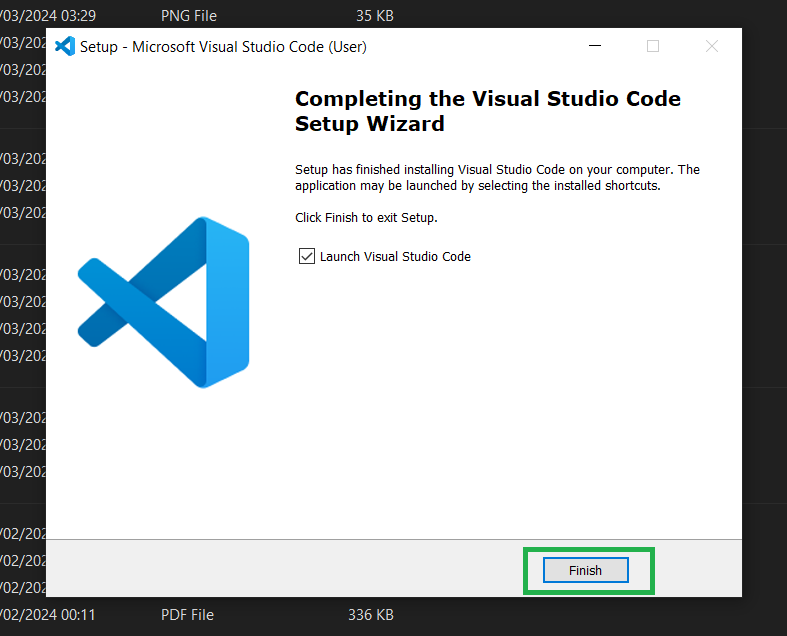 /03/2024 03:29 PNG File 35 KB
/03/202
Setup - Microsoft Visual Studio Code (User)
/03/202
/03/202
Completing the Visual Studio Code
Setup Wizard
/03/202
Setup has finished installing Visual Studio Code on your computer. The
/03/202
application may be launched by selecting the installed shortcuts.
/03/202
Click Finish to exit Setup.
Launch Visual Studio Code
/03/202
/03/202
/03/202
/03/202
/03/202
/03/202
/03/202
/02/202
/02/202
Finish
/02/202
/02/2024 00:11 PDF File 336 KB